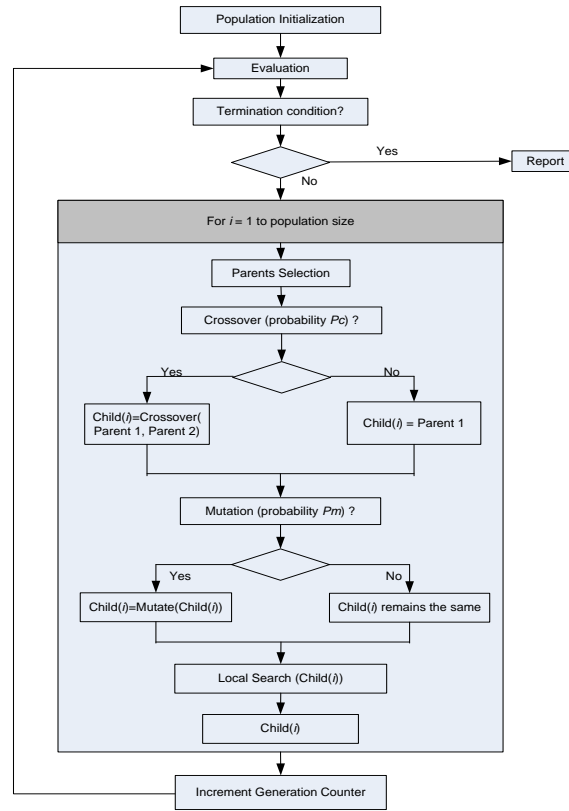 Population Initialization
Evaluation
Termination condition?
Yes
Report
No
For i = 1 to population size
Parents Selection
Crossover (probability Pc) ?
Yes
No
Child(i)=Crossover(
Parent 1, Parent 2)
Child(i) = Parent 1
Mutation (probability Pm) ?
Yes
No
Child(i)=Mutate(Child(i))
Child(i) remains the same
Local Search (Child(i))
Child(i)
Increment Generation Counter